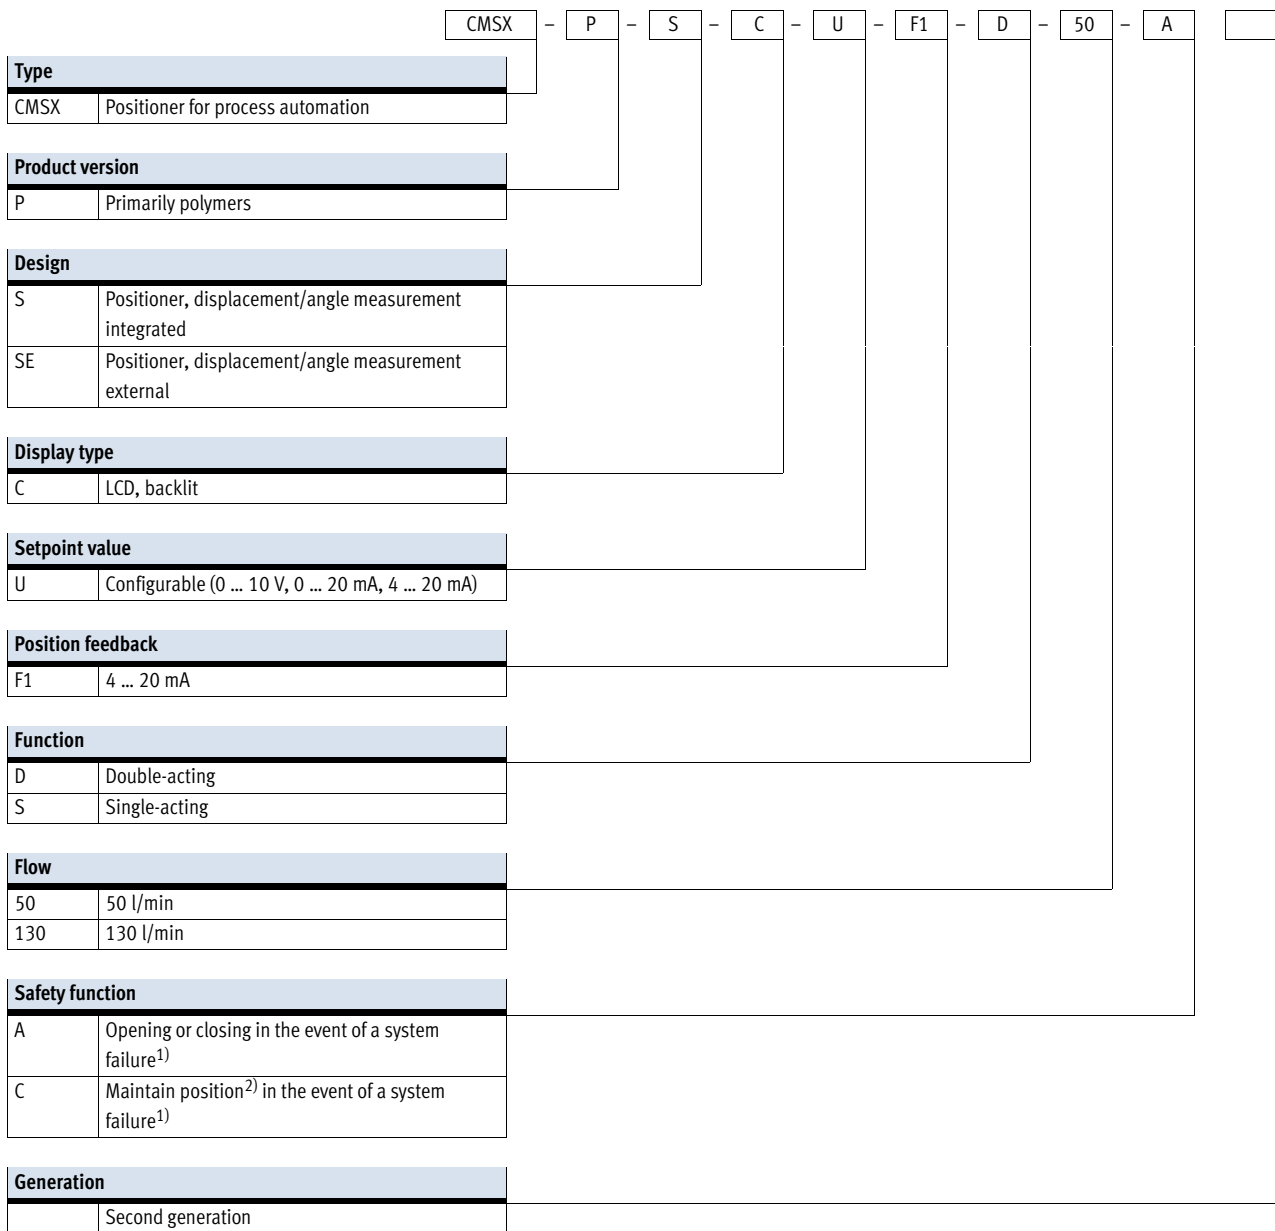 CMSX – P – S – C – U – F1 – D – 50 – A
Type
CMSX Positioner for process automation
Product version
P Primarily polymers
Design
S Positioner, displacement/angle measurement
integrated
SE Positioner, displacement/angle measurement
external
Display type
C LCD, backlit
Setpoint value
U Configurable (0 ... 10 V, 0 ... 20 mA, 4 ... 20 mA)
Position feedback
F1 4 ... 20 mA
Function
D Double-acting
S Single-acting
Flow
50 50 l/min
130 130 l/min
Safety function
A Opening or closing in the event of a system
failure1)
C Maintain position2) in the event of a system
failure1)
Generation
Second generation